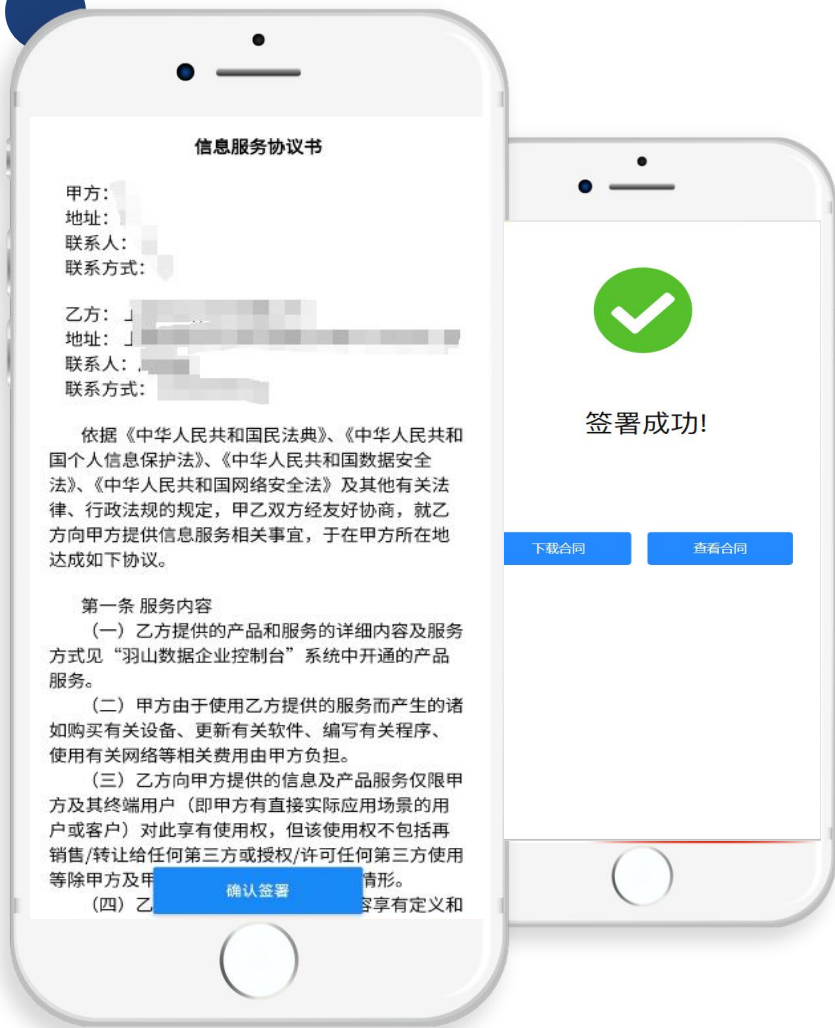 信息服务协议书
甲方：
地址：
联系人：
联系方式：
乙方：
地址：
联系人：
联系方式：
依据《中华人民共和国民法典》、《中华人民共和
国个人信息保护法》、《中华人民共和国数据安全
法》、《中华人民共和国网络安全法》及其他有关法
律、行政法规的规定，甲乙双方经友好协商，就乙
方向甲方提供信息服务相关事宜，于在甲方所在地
达成如下协议。
第一条 服务内容
（一）乙方提供的产品和服务的详细内容及服务
方式见“羽山数据企业控制台”系统中开通的产品
服务。
（二）甲方由于使用乙方提供的服务而产生的诸
如购买有关设备、更新有关软件、编写有关程序、
使用有关网络等相关费用由甲方负担。
（三）乙方向甲方提供的信息及产品服务仅限甲
方及其终端用户（即甲方有直接实际应用场景的用
户或客户）对此享有使用权，但该使用权不包括再
销售/转让给任何第三方或授权/许可任何第三方使用
等除甲方及甲 情形。
（四）乙 容享有定义和
确认签署
签署成功!
下载合同 查看合同